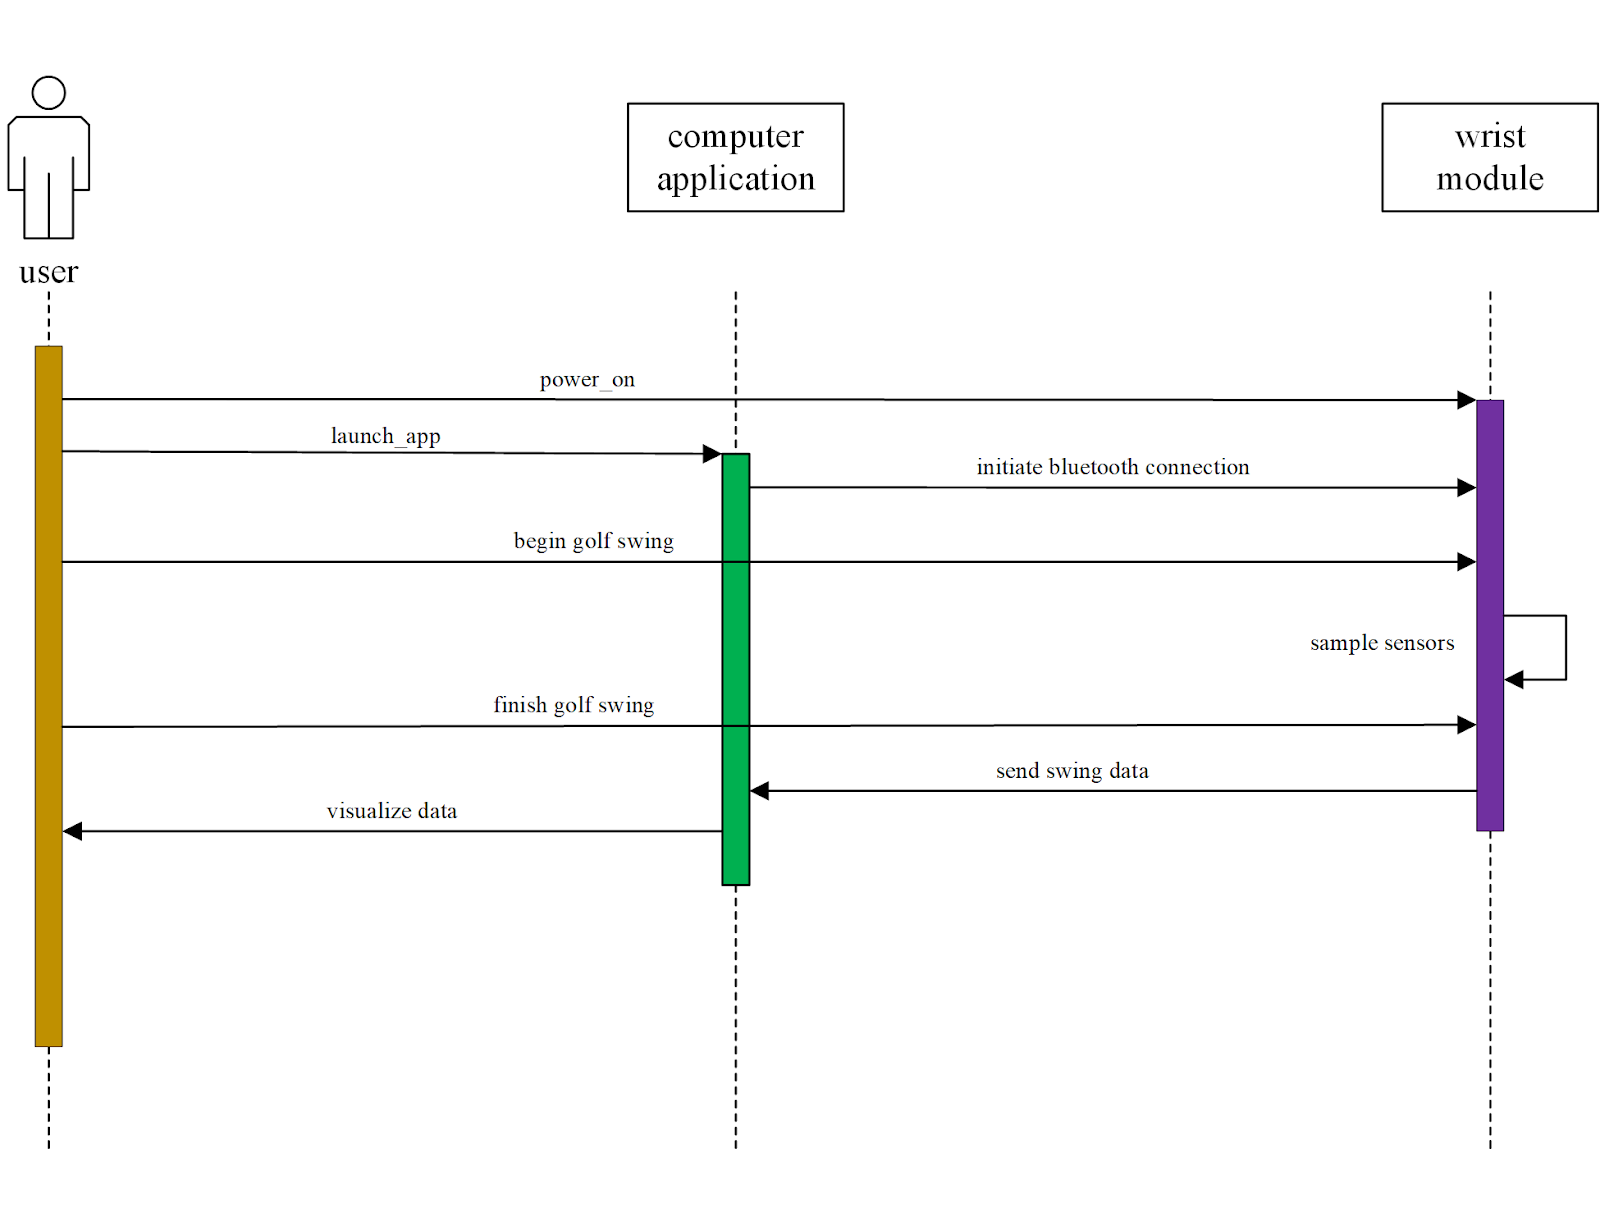 computer
application
wrist
module
user
power_on
launch_app
initiate bluetooth connection
begin golf swing
sample sensors
finish golf swing
send swing data
visualize data